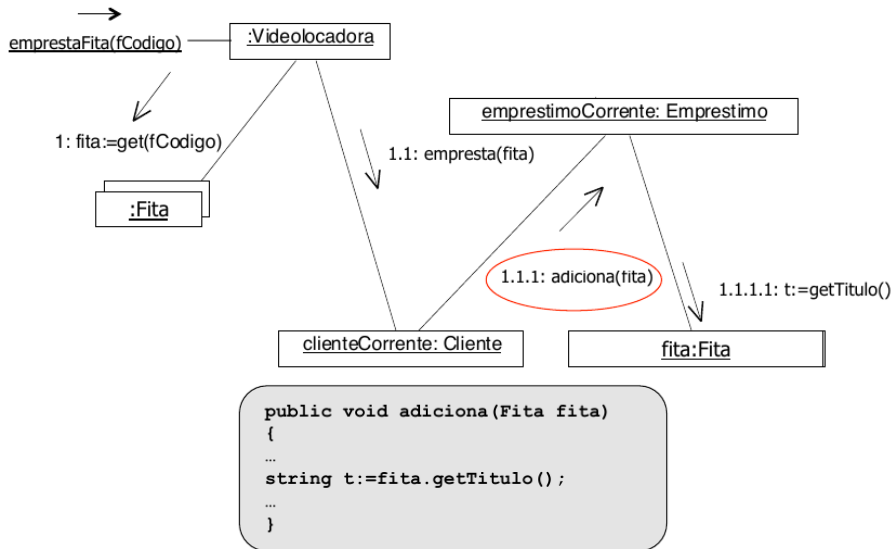 :Videolocadora
emprestaFita(fCodigo)
emprestimoCorrente: Emprestimo
1: fita:=get(fCodigo)
1.1: empresta(fita)
:Fita
1.1.1: adiciona(fita)
1.1.1.1: t:=getTitulo()
clienteCorrente: Cliente
fita:Fita
public void adiciona(Fita fita)
{
…
string t:=fita.getTitulo();
…
}